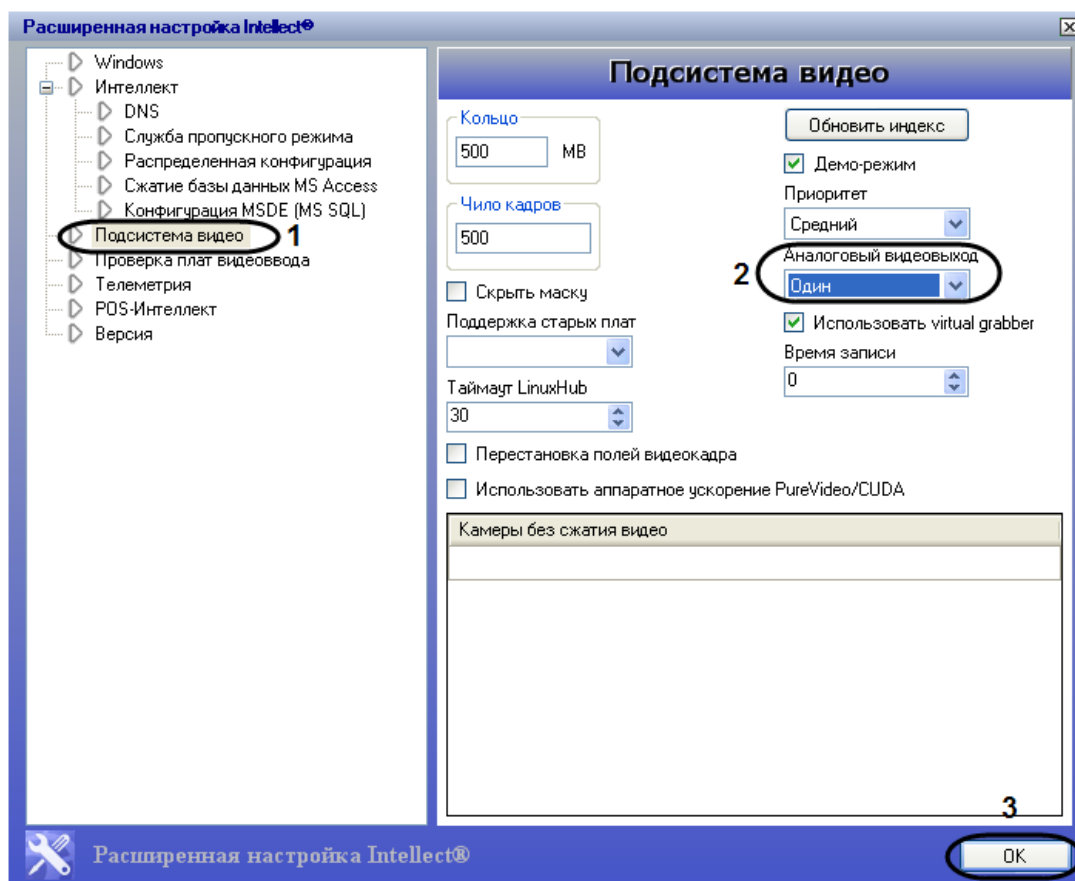 Расширенная настройка Intellect®
Windows
Интеллект
DNS
Служба пропускного режима
Распределенная конфигурация
Сжатие базы данных MS Access
Конфигурация MSDE (MS SQL)
Подсистема видео 1
Проверка плат видеоввода
Телеметрия
POS-Интеллект
Версия
Подсистема видео
Кольцо
500 MB
Чило кадров
500
Скрыть маску
Поддержка старых плат
Таймаут LinuxHub
30
Обновить индекс
Демо-режим
Приоритет
Средний
Аналоговый видеовыход
2 Один
Использовать virtual grabber
Время записи
0
Перестановка полей видеокадра
Использовать аппаратное ускорение PureVideo/CUDA
Камеры без сжатия видео
3
Расширенная настройка Intellect®
OK